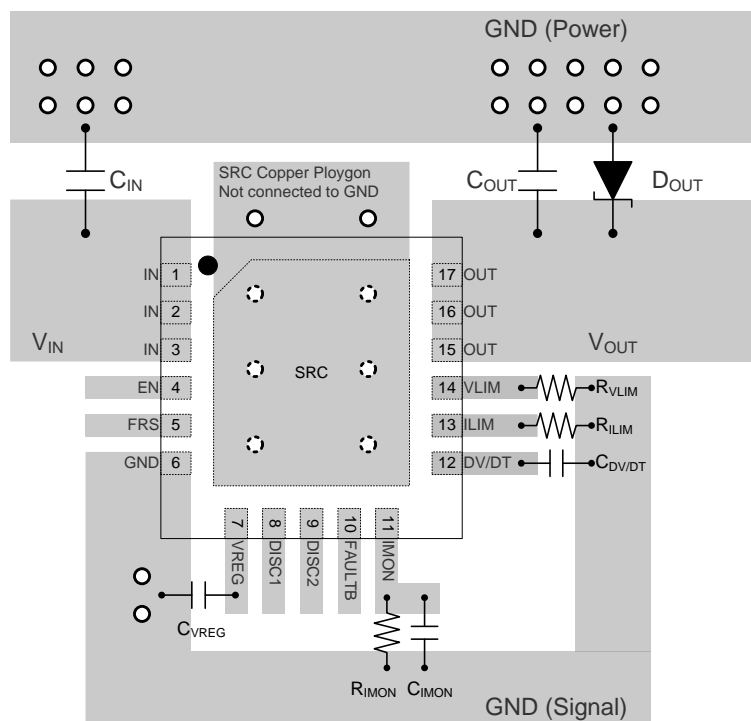 GND (Power)
CIN
SRC Copper Ploygon
Not connected to GND
COUT
DOUT
IN 1
17 OUT
IN 2
16 OUT
VIN
IN 3
15 OUT
VOUT
SRC
EN 4
14 VLIM
RVLIM
FRS 5
13 ILIM
RILIM
GND 6
12 DV/DT
CDV/DT
7 VREG
8 DISC1
9 DISC2
10 FAULTB
11 IMON
CVREG
RIMON
CIMON
GND (Signal)